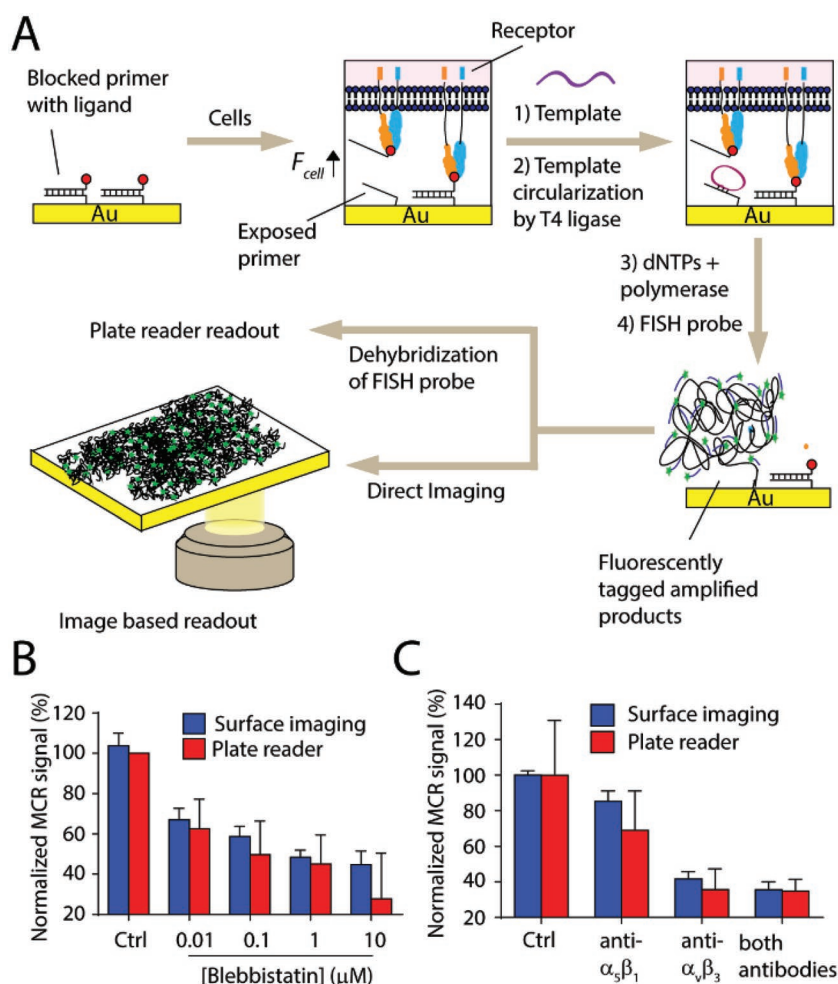 A
Blocked primer
with ligand
Au
Cells
Receptor
F_cell
Exposed
primer
Au
1) Template
2) Template
circularization
by T4 ligase
Au
3) dNTPs +
polymerase
4) FISH probe
Plate reader readout
Dehybridization
of FISH probe
Direct Imaging
Au
Fluorescently
tagged amplified
products
Image based readout
B
Normalized MCR signal (%)
120
100
80
60
40
20
Surface imaging
Plate reader
Ctrl
0.01
0.1
1
10
[Blebbistatin] (μM)
C
Normalized MCR signal (%)
140
120
100
80
60
40
20
Surface imaging
Plate reader
Ctrl
anti-
α₅β₁
anti-
αᵥβ₃
both
antibodies